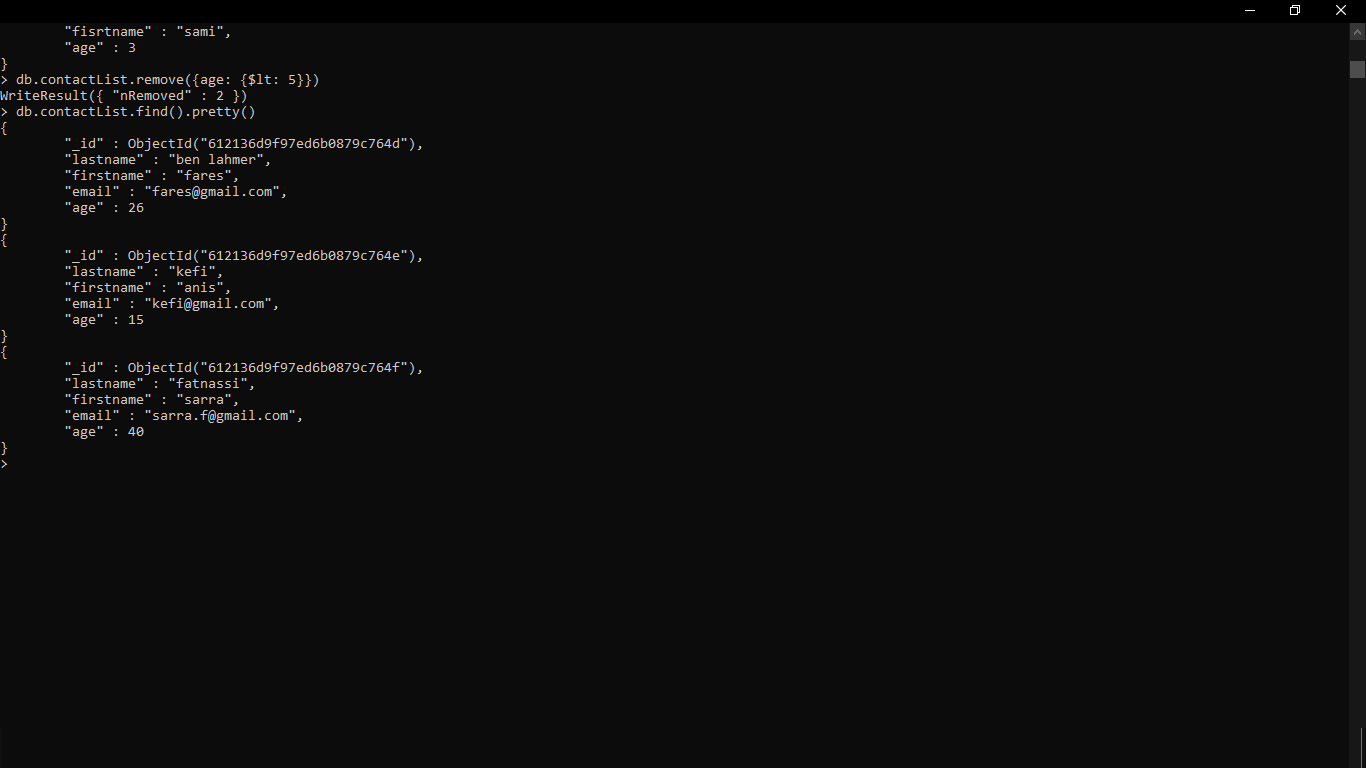 "fisrtname" : "sami",
        "age" : 3
}
> db.contactList.remove({age: {$lt: 5}})
WriteResult({ "nRemoved" : 2 })
> db.contactList.find().pretty()
{
        "_id" : ObjectId("612136d9f97ed6b0879c764d"),
        "lastname" : "ben lahmer",
        "firstname" : "fares",
        "email" : "fares@gmail.com",
        "age" : 26
}
{
        "_id" : ObjectId("612136d9f97ed6b0879c764e"),
        "lastname" : "kefi",
        "firstname" : "anis",
        "email" : "kefi@gmail.com",
        "age" : 15
}
{
        "_id" : ObjectId("612136d9f97ed6b0879c764f"),
        "lastname" : "fatnassi",
        "firstname" : "sarra",
        "email" : "sarra.f@gmail.com",
        "age" : 40
}
>